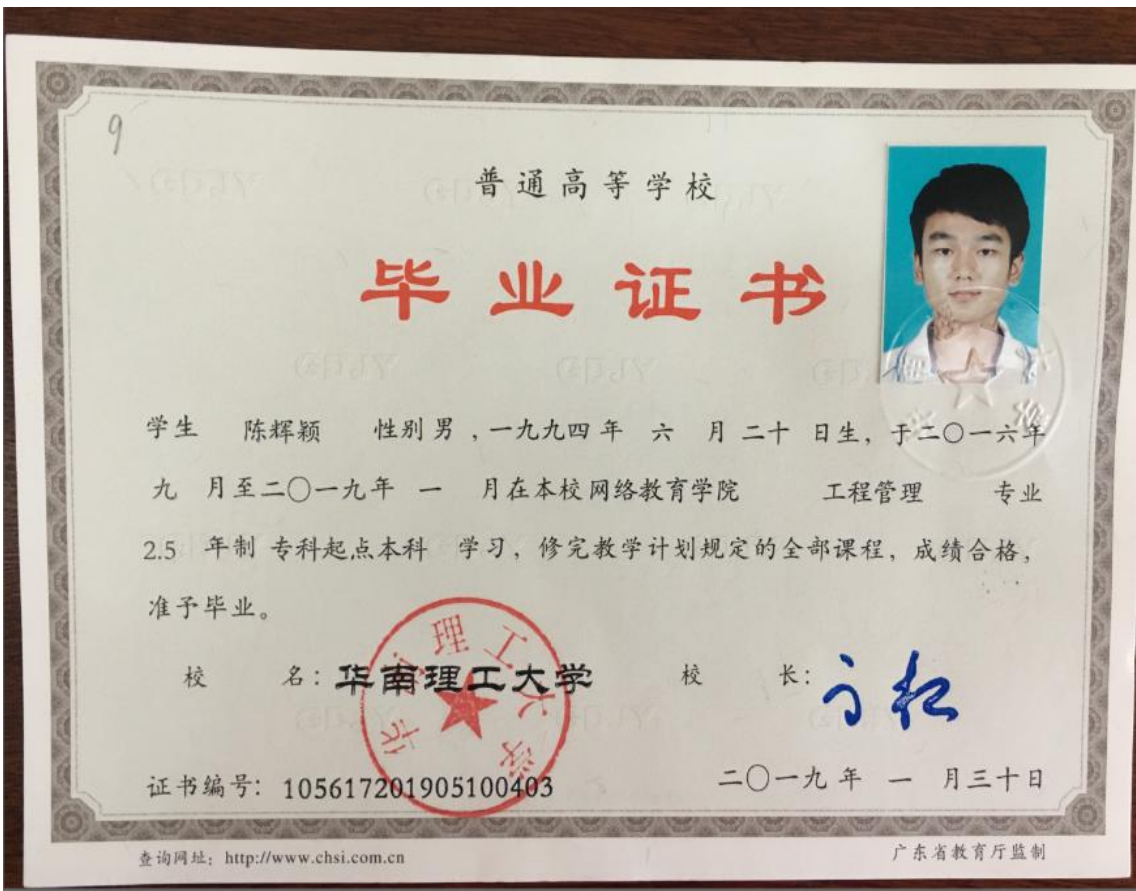 9
普通高等学校
毕业证书
学生 陈辉颖 性别 男 , 一九九四 年 六 月 二十 日生, 于二〇一六年
九 月至二〇一九年 一 月在本校 网络教育学院 工程管理 专业
2.5 年制 专科起点本科 学习, 修完教学计划规定的全部课程, 成绩合格,
准予毕业。
校 名: 华南理工大学 校 长:
证书编号: 105617201905100403 二〇一九 年 一 月三十日
查询网址: http://www.chsi.com.cn 广东省教育厅监制